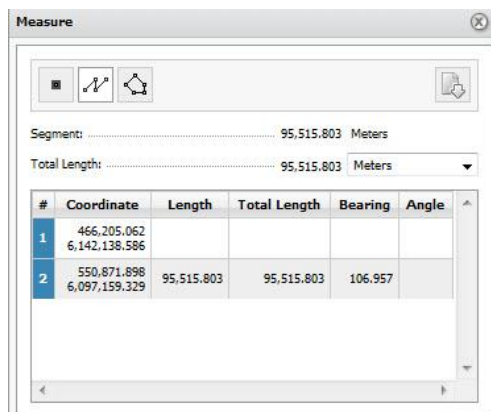 Measure
Segment: 95,515.803 Meters
Total Length: 95,515.803 Meters
# Coordinate Length Total Length Bearing Angle
1 466,205.062
6,142,138.586
2 550,871.898
6,097,159.329 95,515.803 95,515.803 106.957